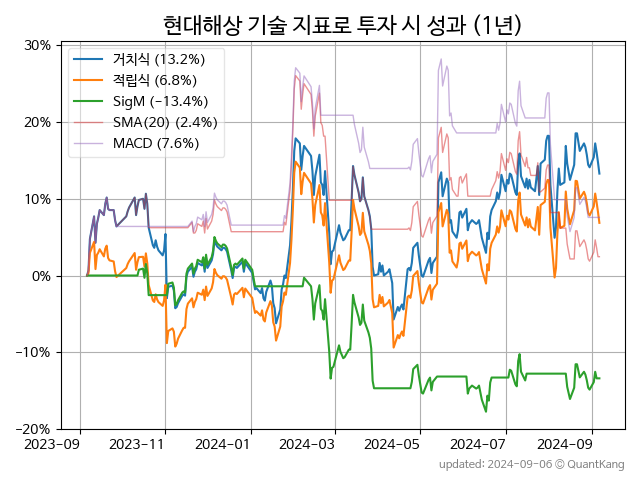 현대해상 기술 지표로 투자 시 성과 (1년)
거치식 (13.2%)
적립식 (6.8%)
SigM (−13.4%)
SMA(20) (2.4%)
MACD (7.6%)
30%
20%
10%
0%
−10%
−20%
2023-09 2023-11 2024-01 2024-03 2024-05 2024-07 2024-09
updated: 2024-09-06 © QuantKang